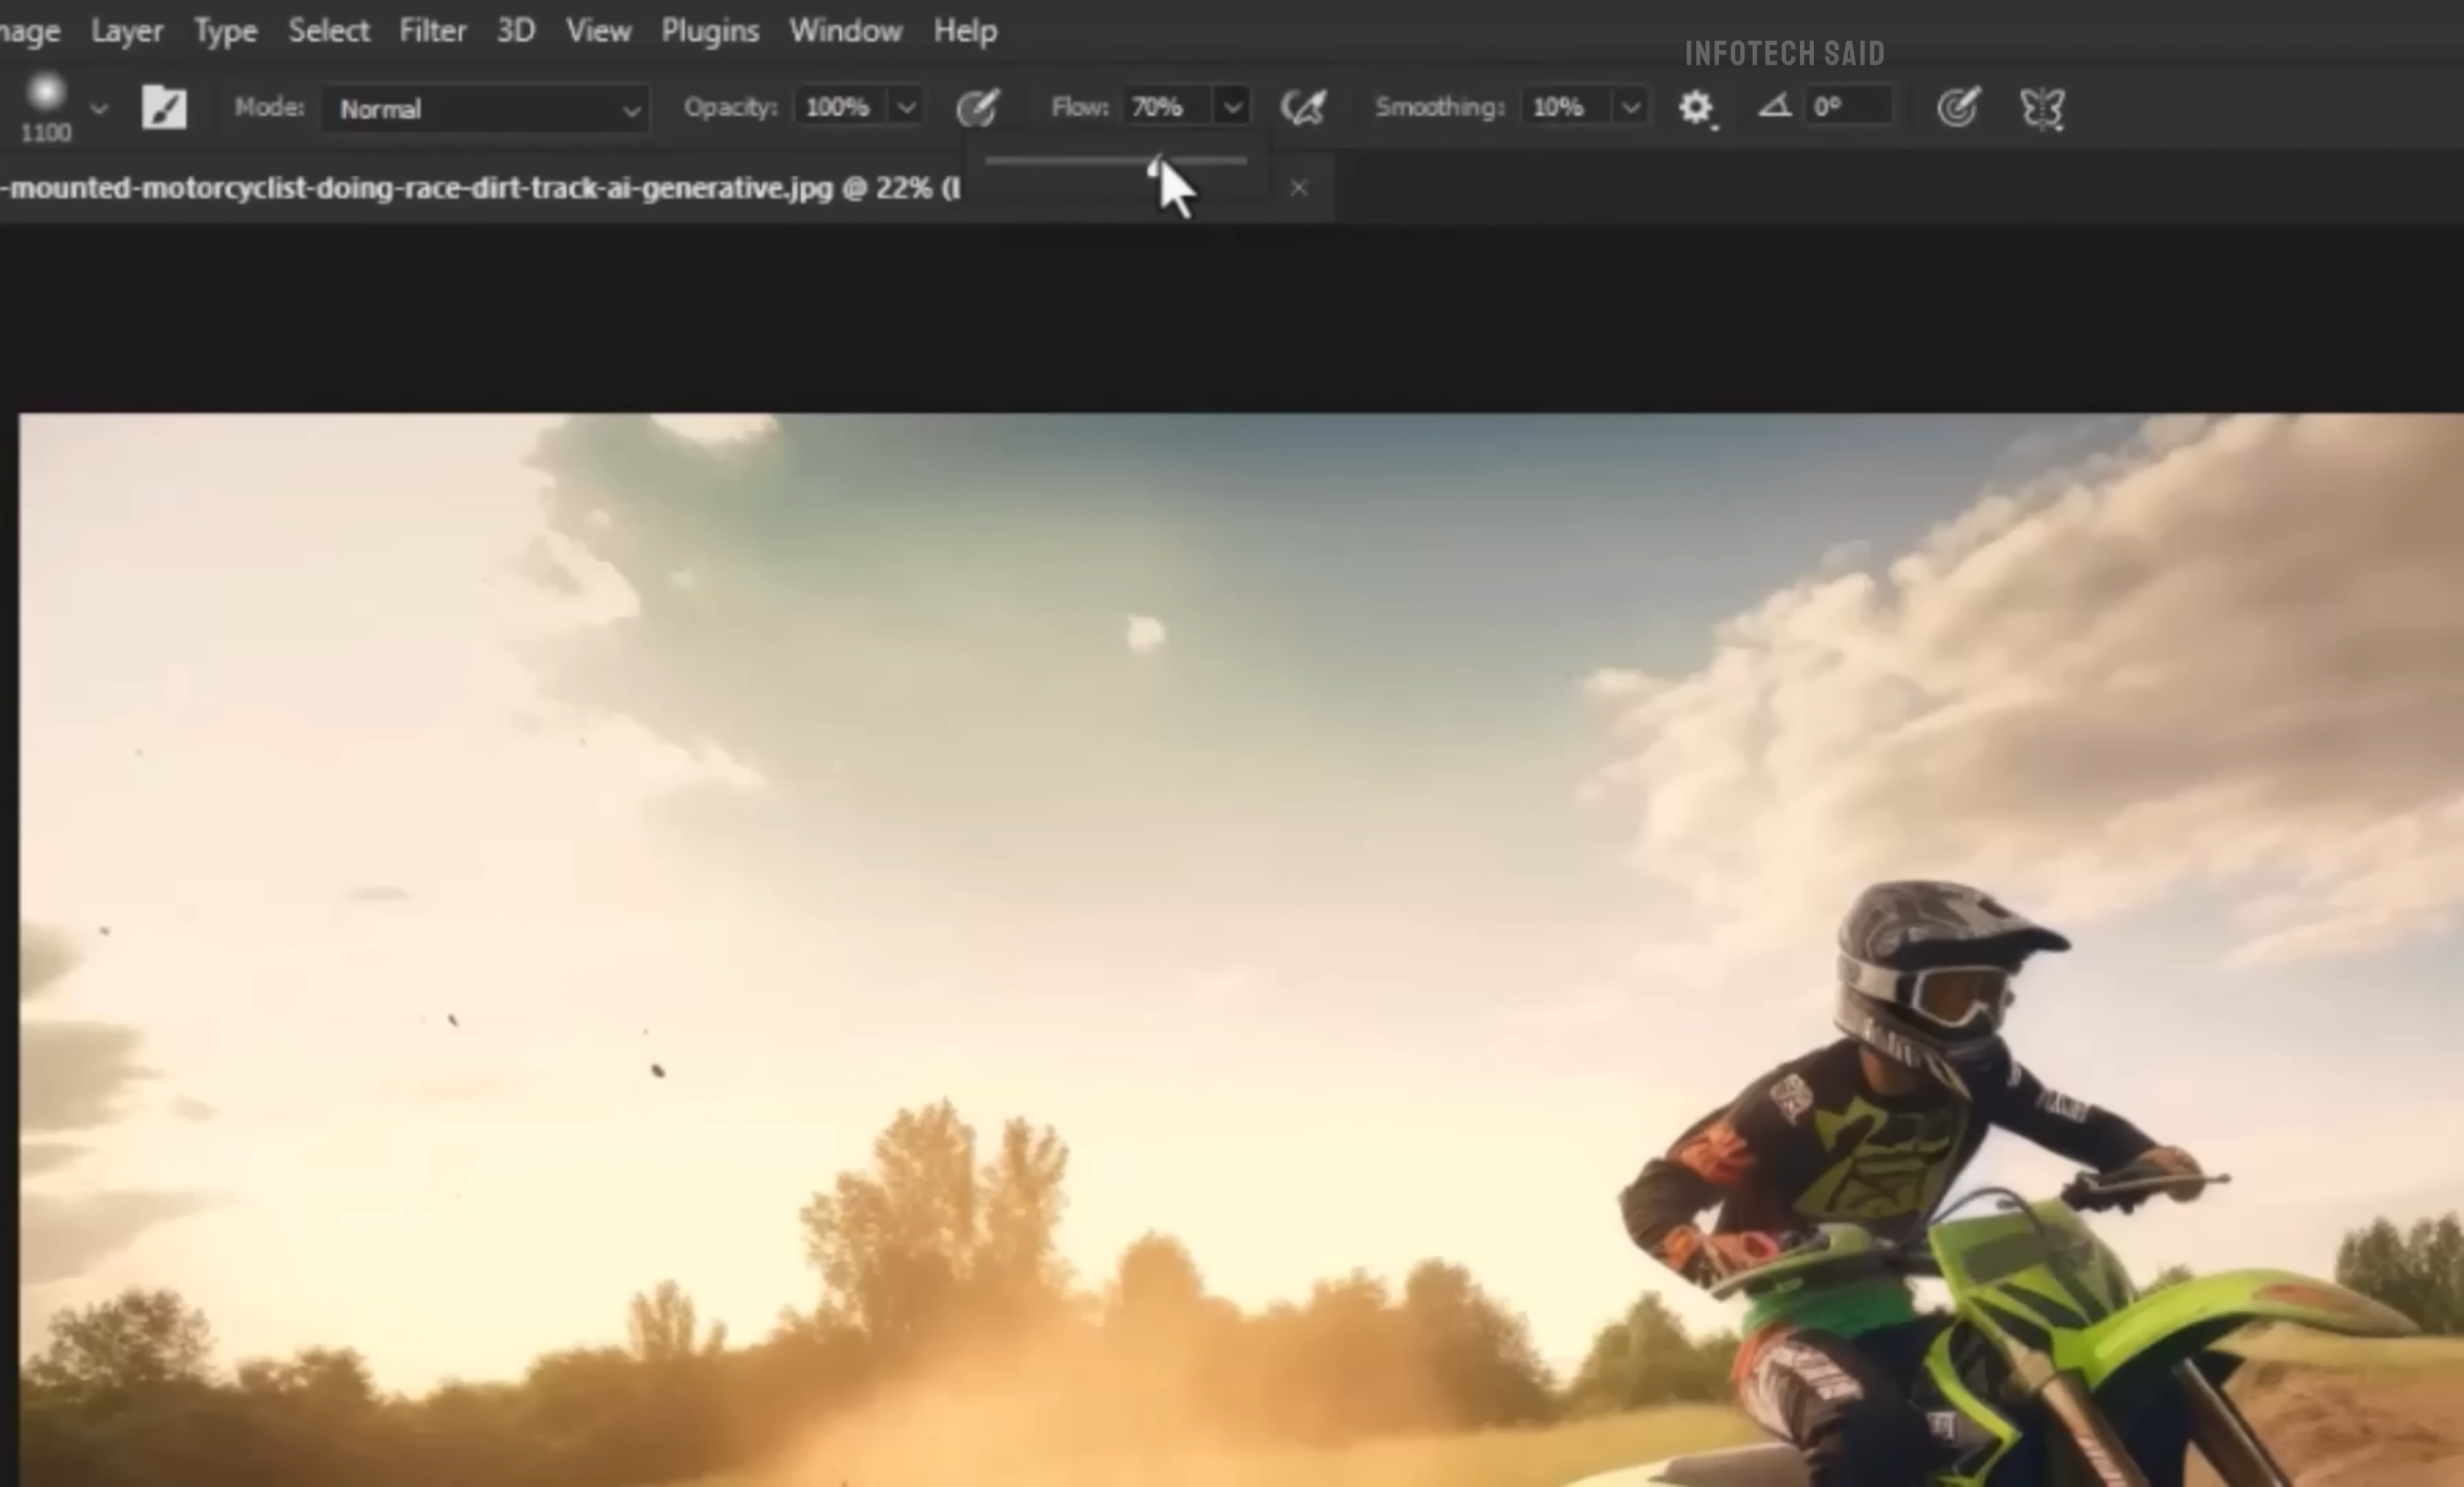 mage Layer Type Select Filter 3D View Plugins Window Help
INFOTECH SAID
1100 Mode: Normal Opacity: 100% Flow: 70% Smoothing: 10% 0°
-mounted-motorcyclist-doing-race-dirt-track-ai-generative.jpg @ 22% (